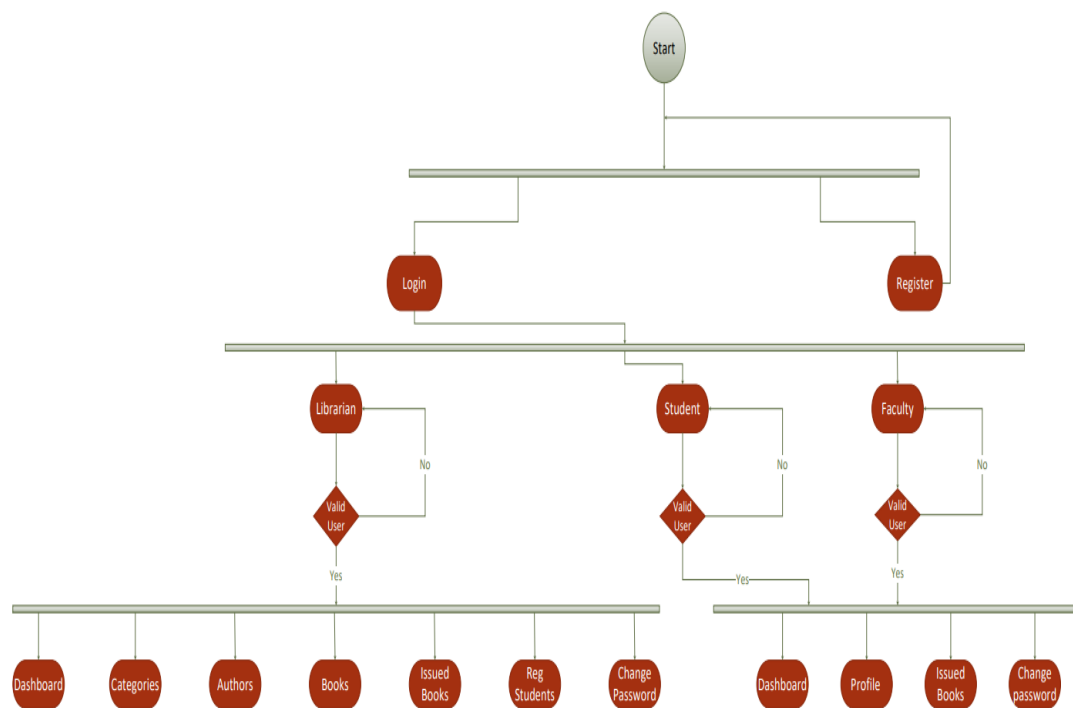 Start
Login
Register
Librarian
Student
Faculty
No
No
No
Valid
User
Valid
User
Valid
User
Yes
Yes
Yes
Dashboard
Categories
Authors
Books
Issued
Books
Reg
Students
Change
Password
Dashboard
Profile
Issued
Books
Change
password